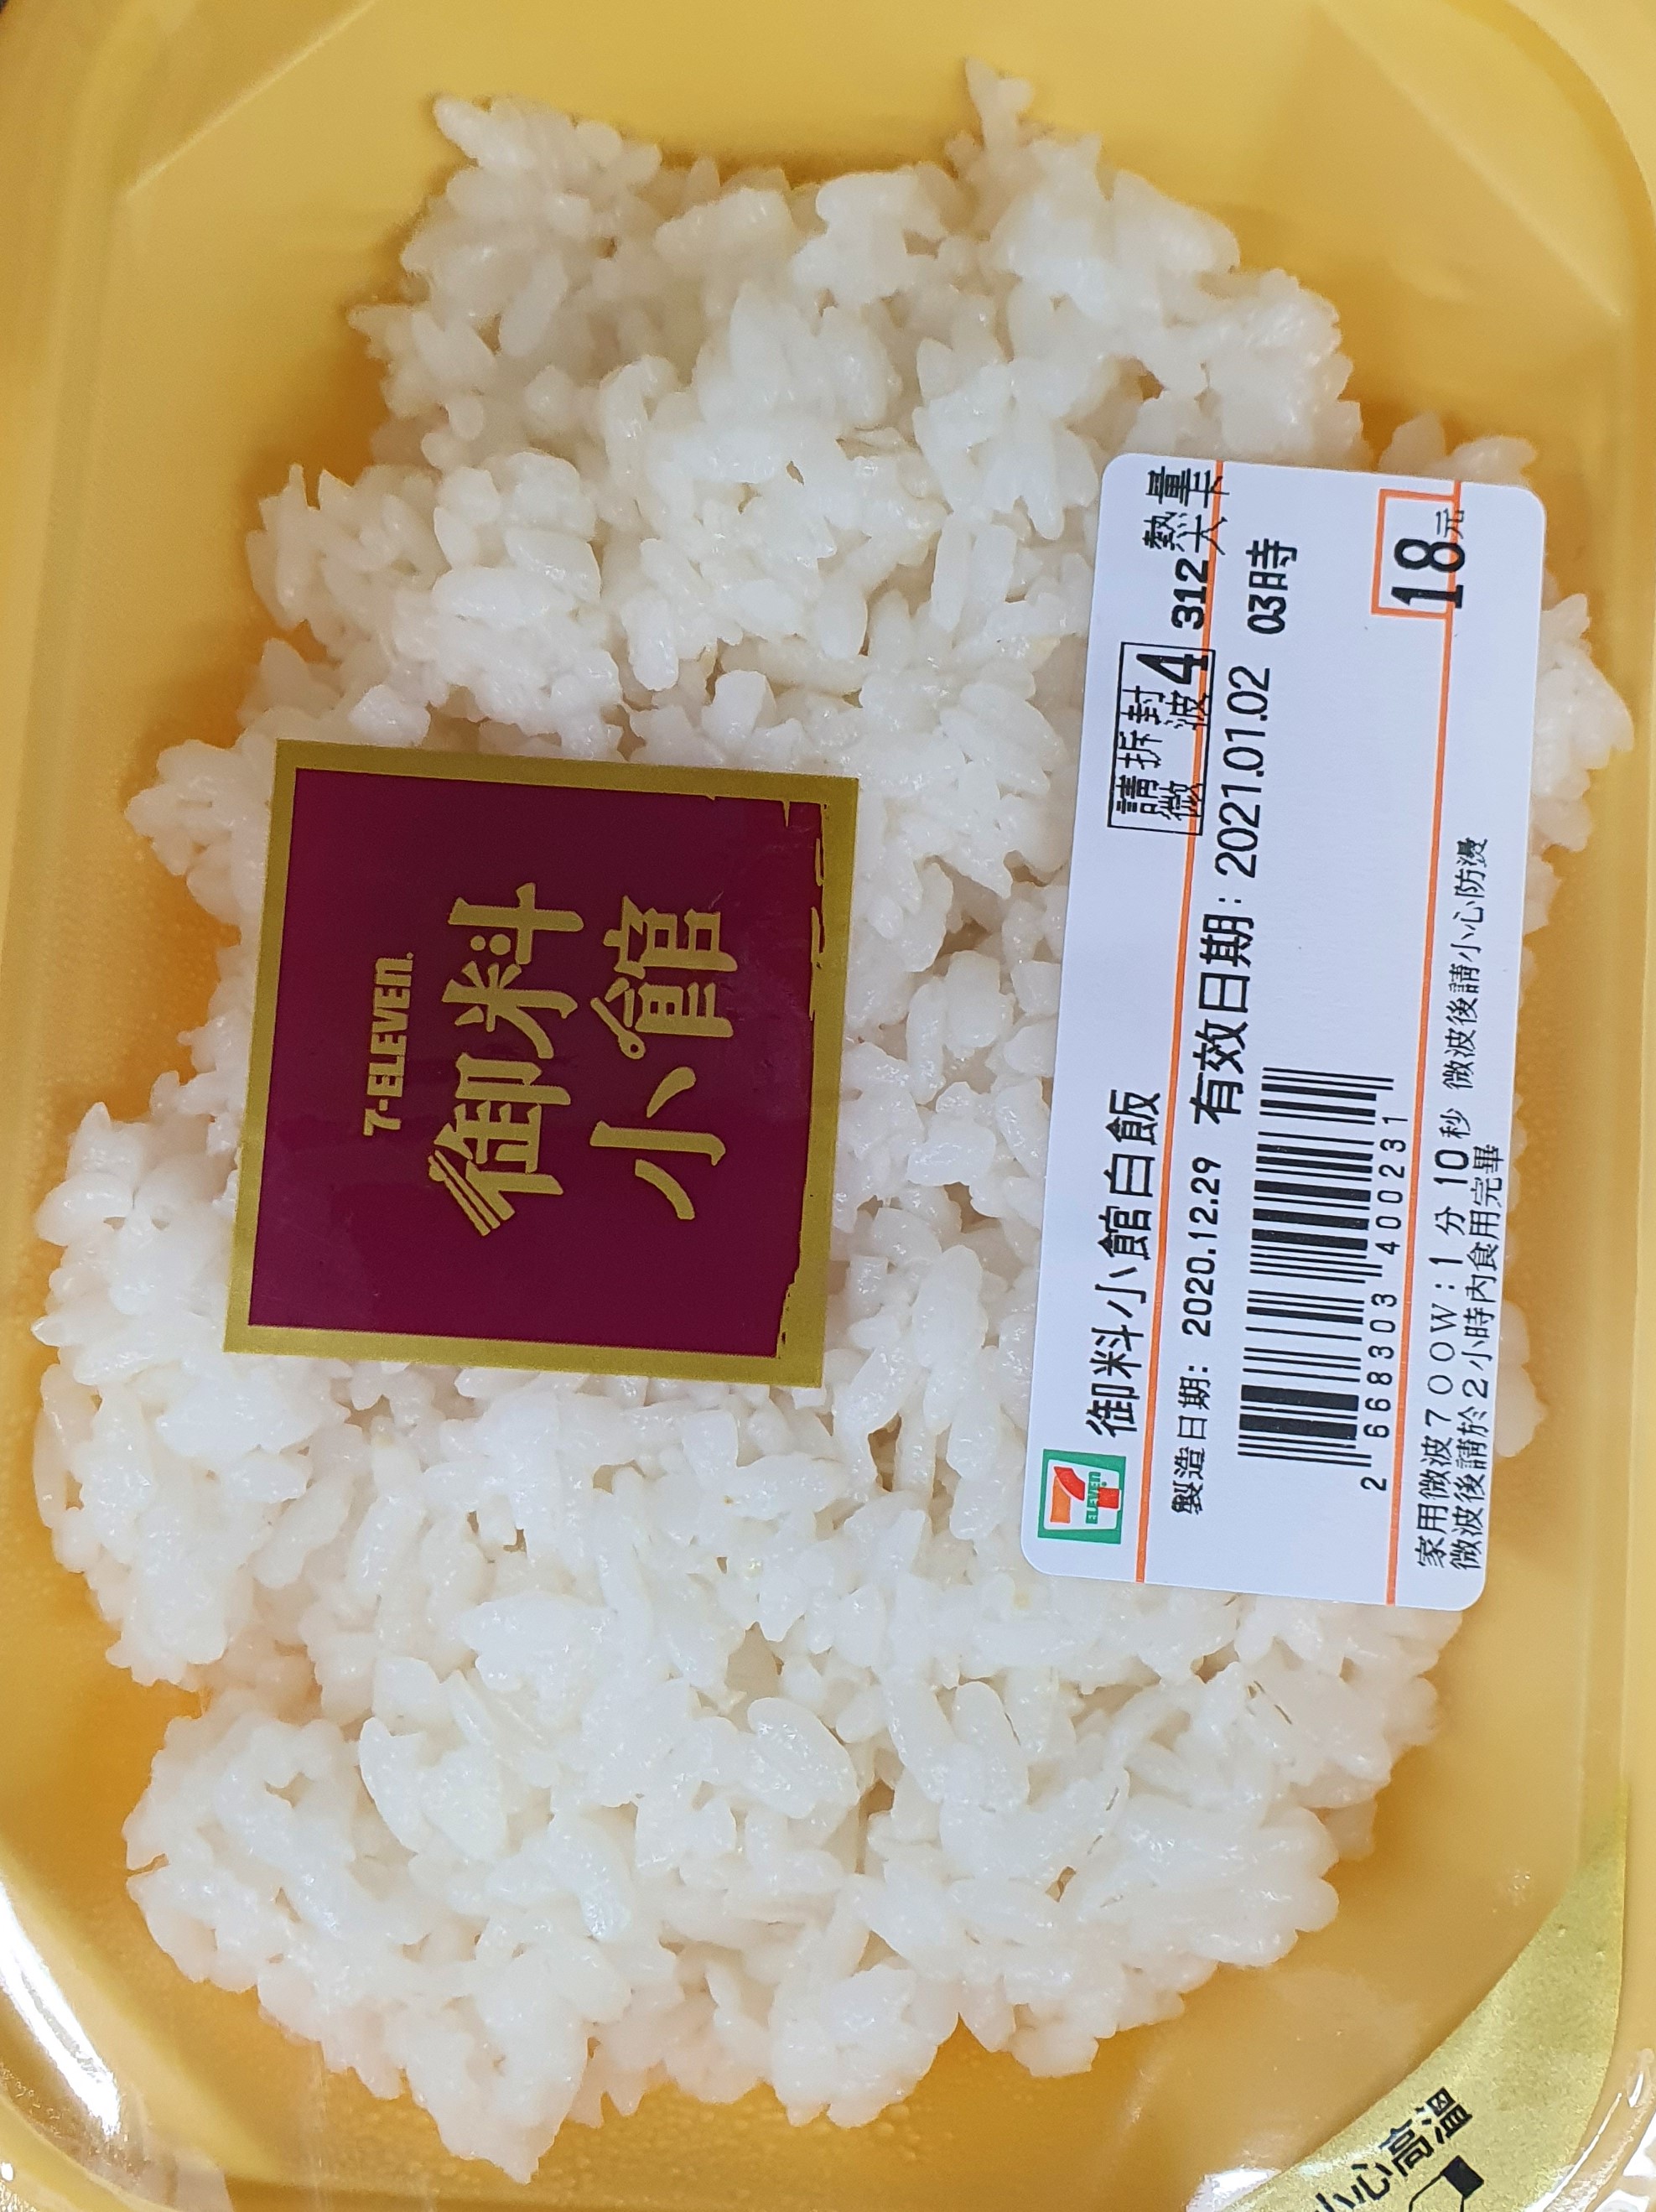 7-ELEVEN
御料
小館
7 ELEVEN
御料小館白飯
請拆封
微波 4
312 熱量
大卡
製造日期: 2020.12.29 有效日期: 2021.01.02 03時
2 668303 400231
18元
家用微波700W:1分10秒 微波後請小心防燙
微波後請於2小時內食用完畢
小心高溫